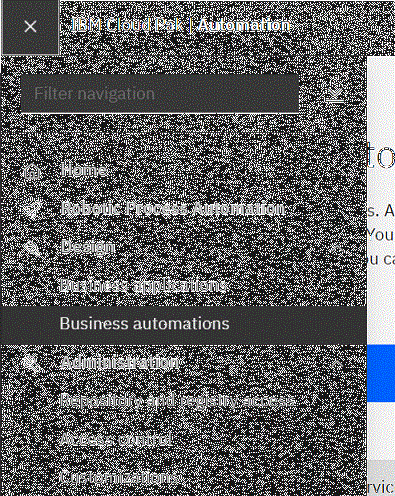 IBM Cloud Pak | Automation
Filter navigation
Home
Robotic Process Automation
Design
Business applications
Business automations
Administration
Repository and registry access
Access control
Customizations
to
s. A
You
u ca
rvic